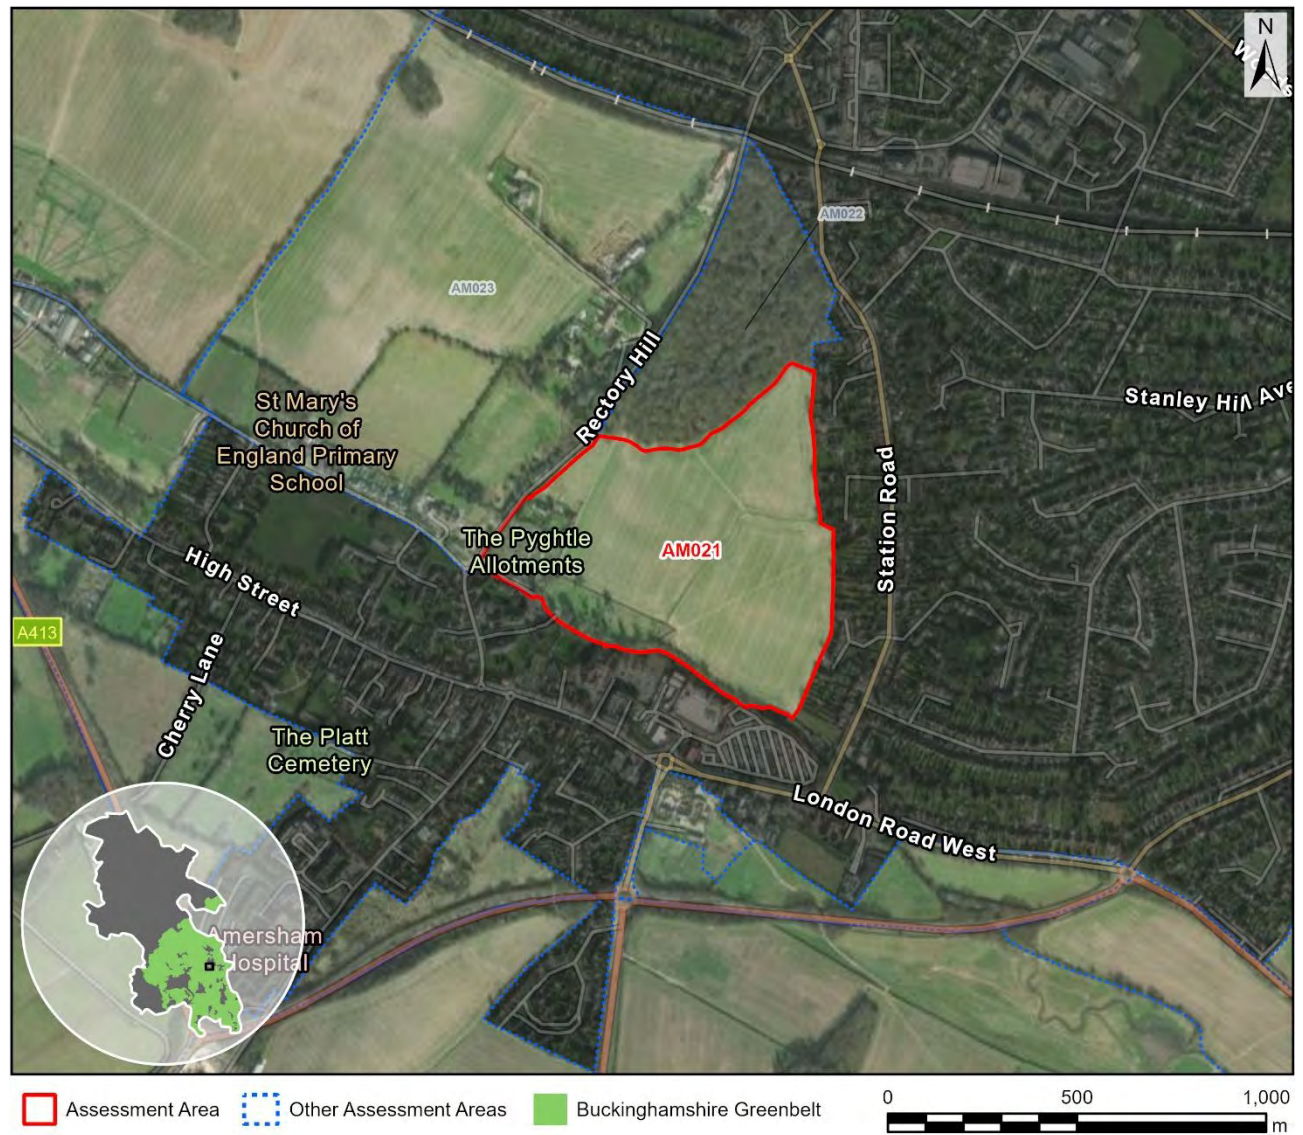 N
AM022
AM023
Rectory Hill
Stanley Hill Ave
St Mary's
Church of
England Primary
School
Station Road
The Pyghtle
Allotments
AM021
High Street
A413
Cherry Lane
The Platt
Cemetery
London Road West
Amersham
Hospital
Assessment Area
Other Assessment Areas
Buckinghamshire Greenbelt
0 500 1,000
m